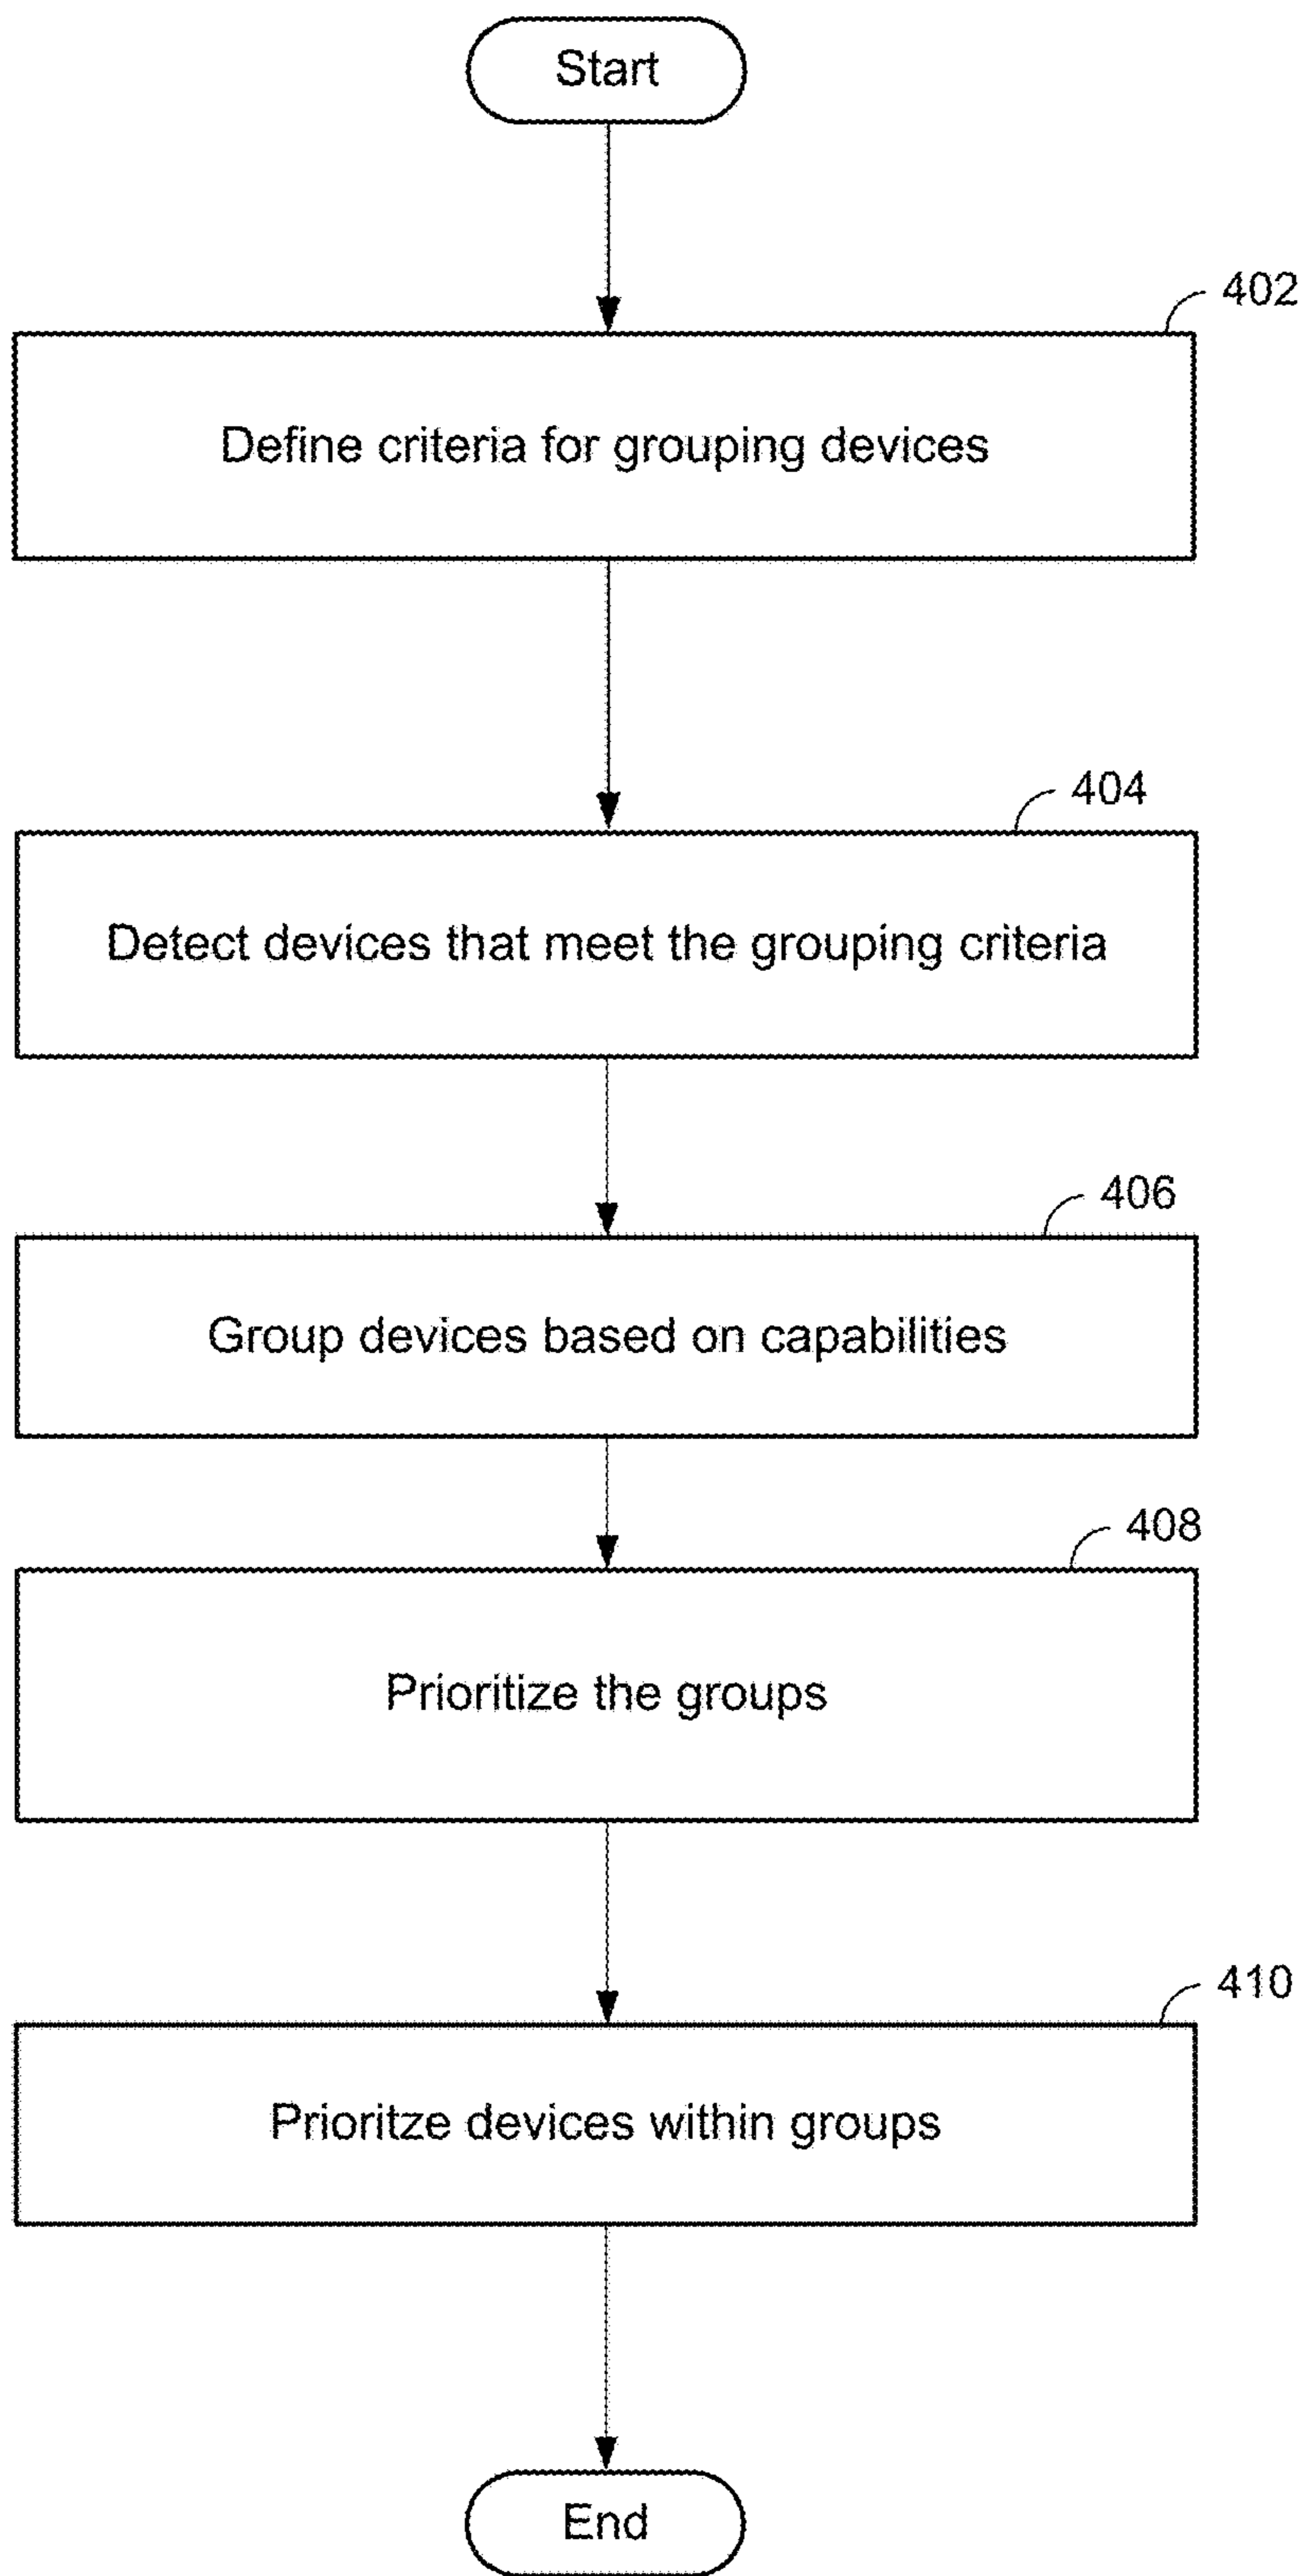 Start
402
Define criteria for grouping devices
404
Detect devices that meet the grouping criteria
406
Group devices based on capabilities
408
Prioritize the groups
410
Prioritze devices within groups
End